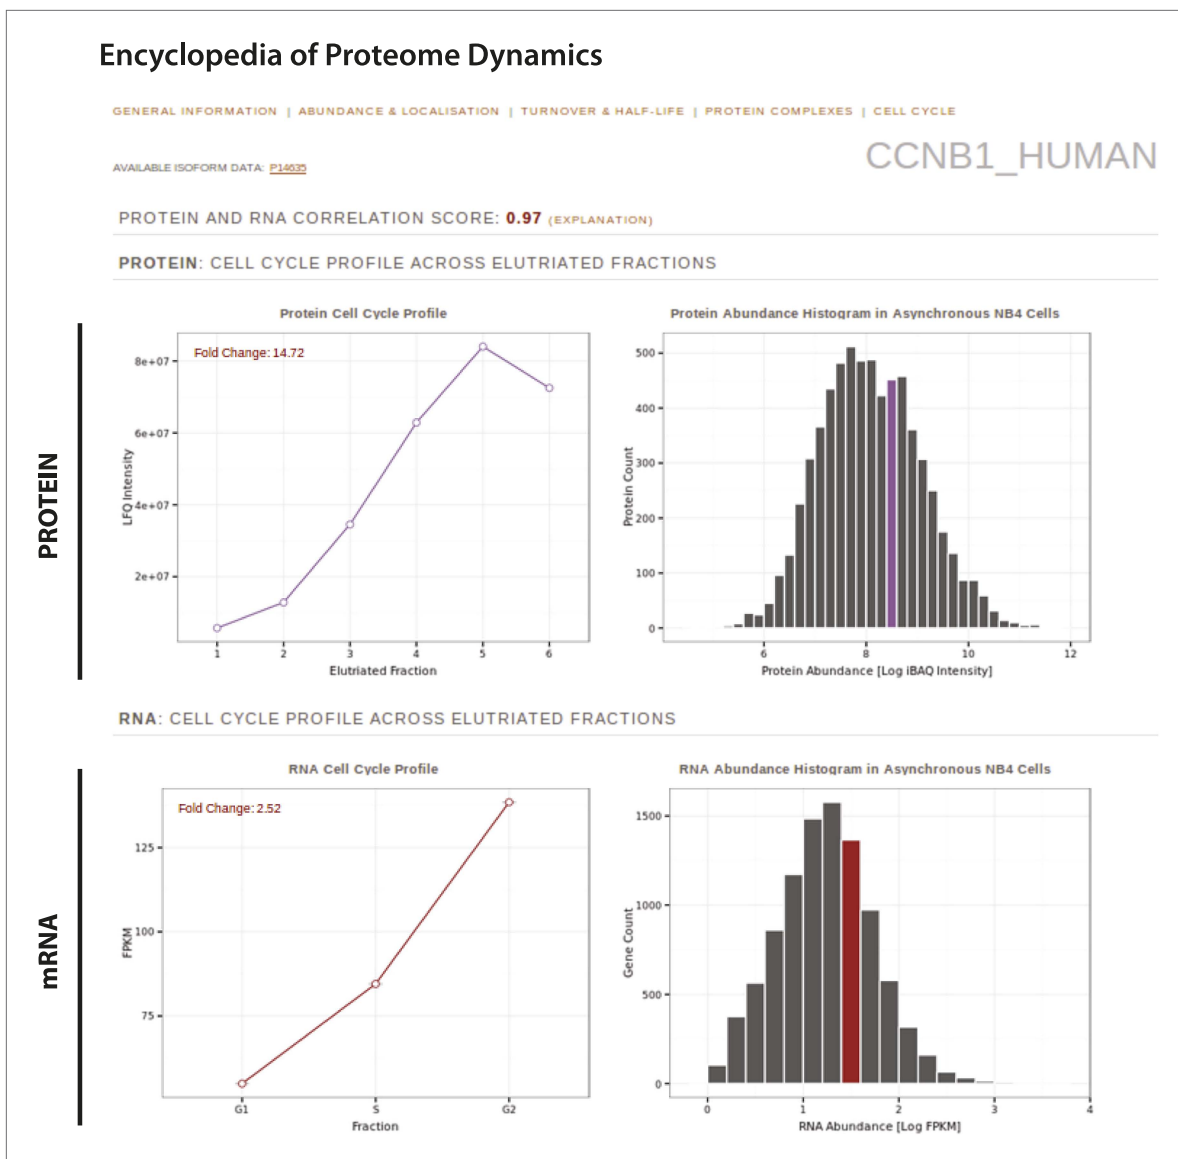 Encyclopedia of Proteome Dynamics
GENERAL INFORMATION | ABUNDANCE & LOCALISATION | TURNOVER & HALF-LIFE | PROTEIN COMPLEXES | CELL CYCLE
CCNB1_HUMAN
AVAILABLE ISOFORM DATA: P14635
PROTEIN AND RNA CORRELATION SCORE: 0.97 (EXPLANATION)
PROTEIN: CELL CYCLE PROFILE ACROSS ELUTRIATED FRACTIONS
PROTEIN
Protein Cell Cycle Profile
Fold Change: 14.72
LFQ Intensity
8e+07
6e+07
4e+07
2e+07
1 2 3 4 5 6
Elutriated Fraction
Protein Abundance Histogram in Asynchronous NB4 Cells
Protein Count
500
400
300
200
100
0
6 8 10 12
Protein Abundance [Log iBAQ Intensity]
RNA: CELL CYCLE PROFILE ACROSS ELUTRIATED FRACTIONS
mRNA
RNA Cell Cycle Profile
Fold Change: 2.52
FPKM
125
100
75
G1 S G2
Fraction
RNA Abundance Histogram in Asynchronous NB4 Cells
Gene Count
1500
1000
500
0
0 1 2 3 4
RNA Abundance [Log FPKM]